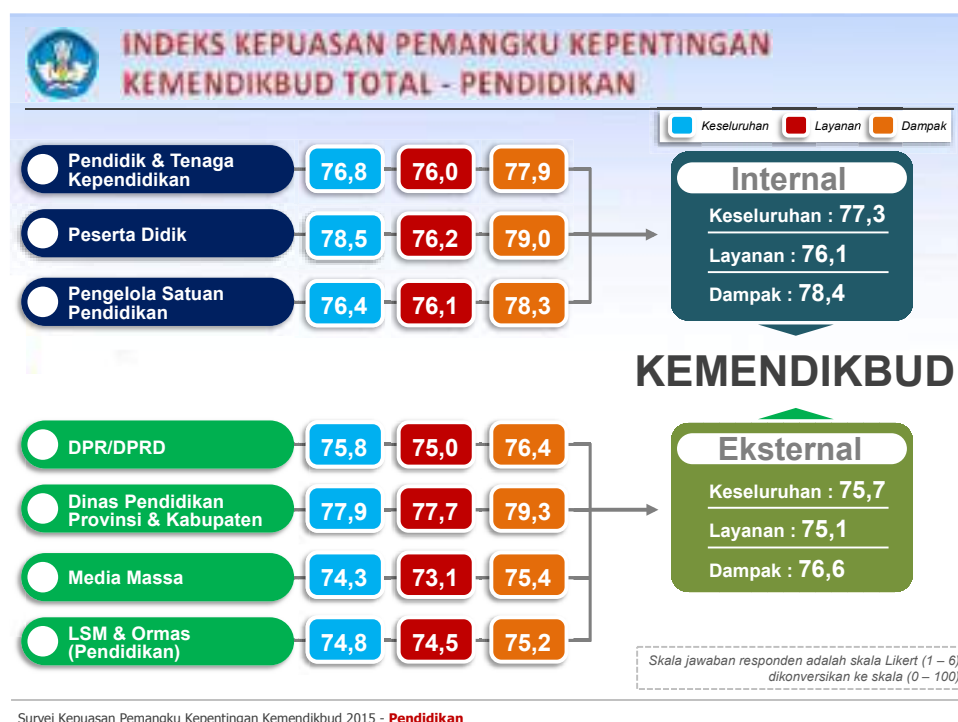 INDEKS KEPUASAN PEMANGKU KEPENTINGAN
KEMENDIKBUD TOTAL - PENDIDIKAN
Keseluruhan Layanan Dampak
Pendidik & Tenaga
Kependidikan
76,8 76,0 77,9
Peserta Didik
78,5 76,2 79,0
Pengelola Satuan
Pendidikan
76,4 76,1 78,3
Internal
Keseluruhan : 77,3
Layanan : 76,1
Dampak : 78,4
KEMENDIKBUD
DPR/DPRD
75,8 75,0 76,4
Dinas Pendidikan
Provinsi & Kabupaten
77,9 77,7 79,3
Media Massa
74,3 73,1 75,4
LSM & Ormas
(Pendidikan)
74,8 74,5 75,2
Eksternal
Keseluruhan : 75,7
Layanan : 75,1
Dampak : 76,6
Skala jawaban responden adalah skala Likert (1 – 6)
dikonversikan ke skala (0 – 100)
Survei Kepuasan Pemangku Kepentingan Kemendikbud 2015 - Pendidikan